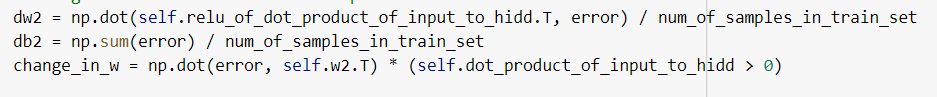 dw2 = np.dot(self.relu_of_dot_product_of_input_to_hidd.T, error) / num_of_samples_in_train_set
db2 = np.sum(error) / num_of_samples_in_train_set
change_in_w = np.dot(error, self.w2.T) * (self.dot_product_of_input_to_hidd > 0)